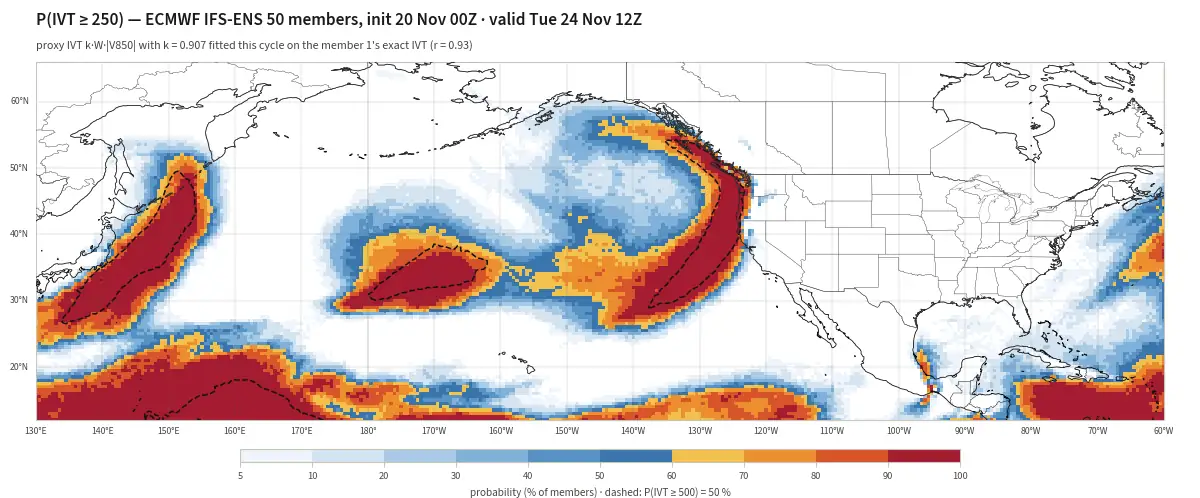 P(IVT ≥ 250) — ECMWF IFS-ENS 50 members, init 20 Nov 00Z · valid Tue 24 Nov 12Z
proxy IVT k·W·|V850| with k = 0.907 fitted this cycle on the member 1's exact IVT (r = 0.93)
60°N
50°N
40°N
30°N
20°N
130°E 140°E 150°E 160°E 170°E 180° 170°W 160°W 150°W 140°W 130°W 120°W 110°W 100°W 90°W 80°W 70°W 60°W
5 10 20 30 40 50 60 70 80 90 100
probability (% of members) · dashed: P(IVT ≥ 500) = 50 %